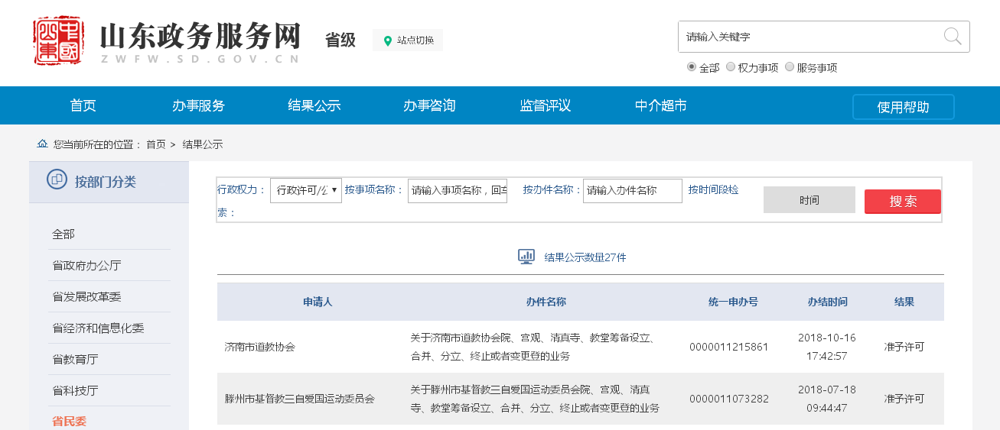 山东政务服务网
ZWFW.SD.GOV.CN
省级
站点切换
请输入关键字
全部 权力事项 服务事项
首页 办事服务 结果公示 办事咨询 监督评议 中介超市 使用帮助
您当前所在的位置： 首页 > 结果公示
按部门分类
全部
省政府办公厅
省发展改革委
省经济和信息化委
省教育厅
省科技厅
省民委
行政权力： 行政许可/公 按事项名称： 请输入事项名称，回车 按办件名称： 请输入办件名称 按时间段检
索：
时间
搜 索
结果公示数量27件
申请人 办件名称 统一申办号 办结时间 结果
济南市道教协会
关于济南市道教协会院、宫观、清真寺、教堂筹备设立、
合并、分立、终止或者变更登的业务
0000011215861
2018-10-16
17:42:57
准予许可
滕州市基督教三自爱国运动委员会
关于滕州市基督教三自爱国运动委员会院、宫观、清真
寺、教堂筹备设立、合并、分立、终止或者变更登的业务
0000011073282
2018-07-18
09:44:47
准予许可